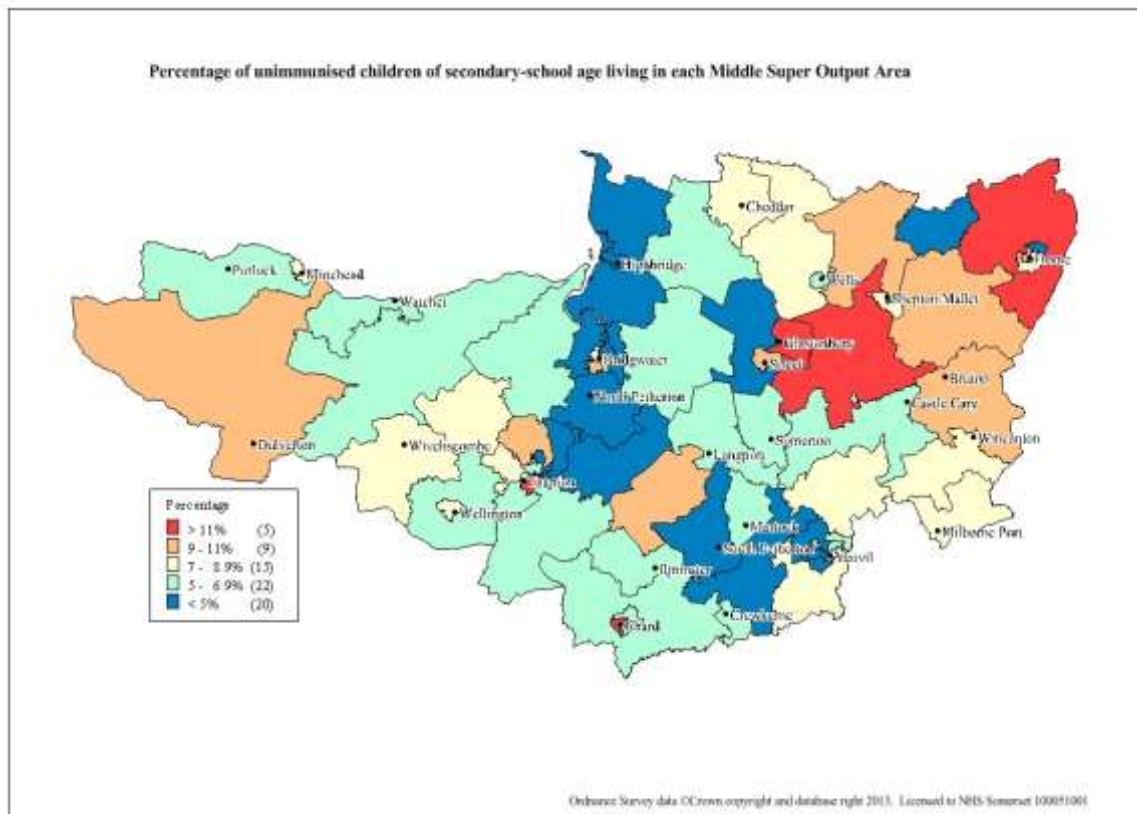 Percentage of unimmunised children of secondary-school age living in each Middle Super Output Area
Cheddar
Highbridge
Porlock
Minehead
Wells
Frome
Watchet
Shepton Mallet
Glastonbury
Bridgwater
Street
Bruton
North Petherton
Castle Cary
Dulverton
Wiveliscombe
Somerton
Wincanton
Langport
Taunton
Percentage
> 11% (5)
9 - 11% (9)
7 - 8.9% (15)
5 - 6.9% (22)
< 5% (20)
Wellington
Martock
Milborne Port
South Petherton
Yeovil
Ilminster
Crewkerne
Chard
Ordnance Survey data ©Crown copyright and database right 2013. Licensed to NHS Somerset 100051001